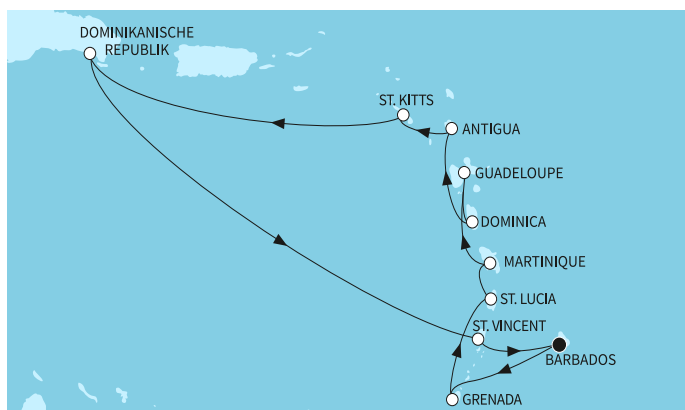 DOMINIKANISCHE
REPUBLIK
ST. KITTS
ANTIGUA
GUADELOUPE
DOMINICA
MARTINIQUE
ST. LUCIA
ST. VINCENT
BARBADOS
GRENADA